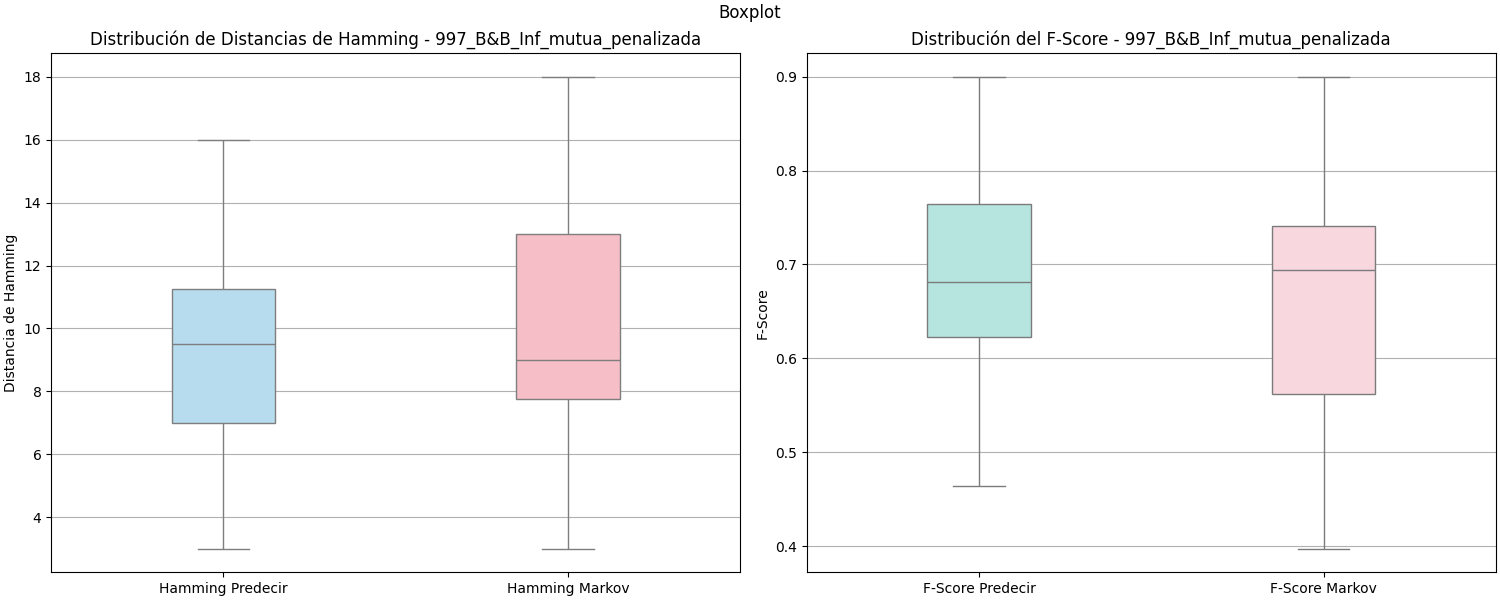 Boxplot
Distribución de Distancias de Hamming - 997_B&B_Inf_mutua_penalizada
Distancia de Hamming
18
16
14
12
10
8
6
4
Hamming Predecir
Hamming Markov
Distribución del F-Score - 997_B&B_Inf_mutua_penalizada
F-Score
0.9
0.8
0.7
0.6
0.5
0.4
F-Score Predecir
F-Score Markov